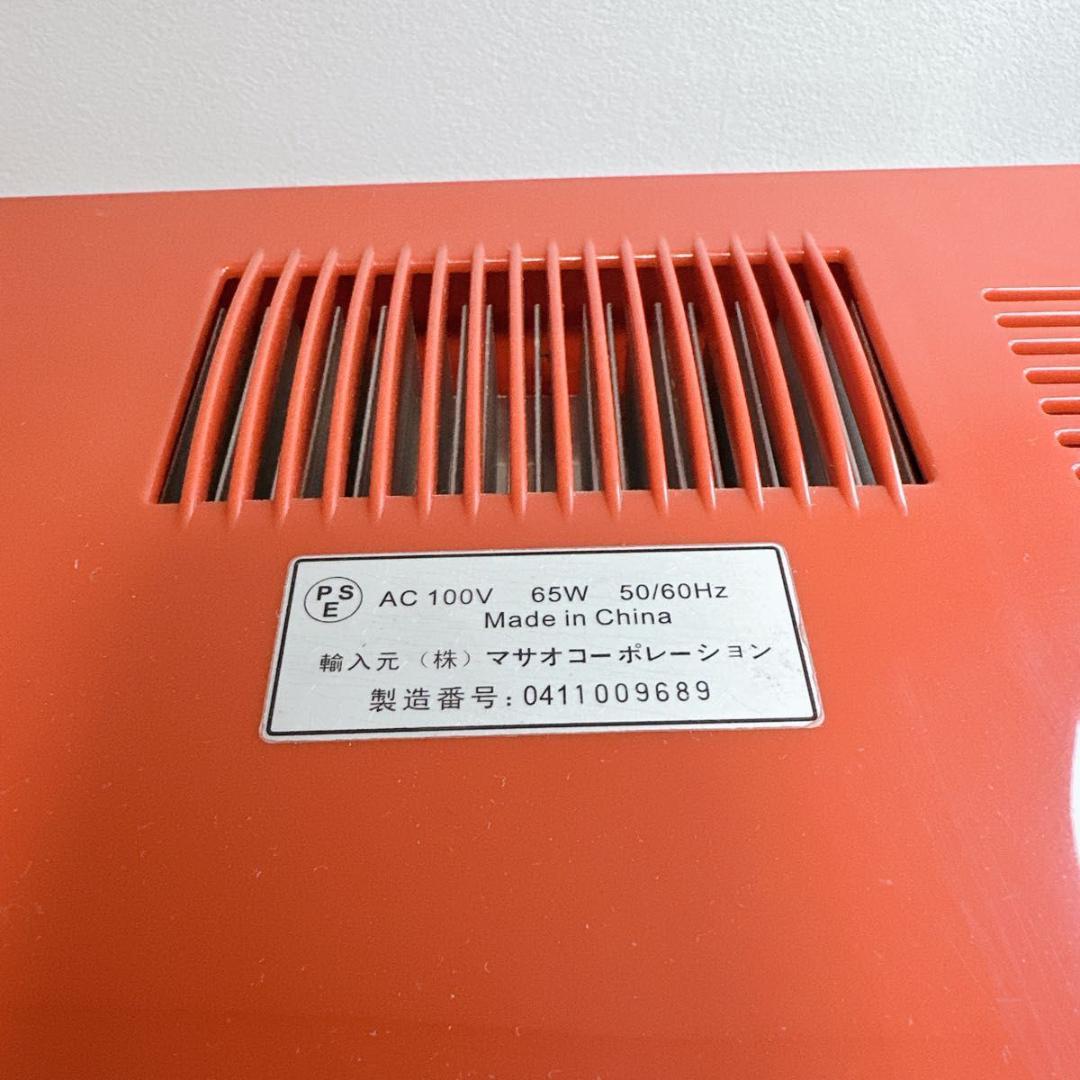 PSE AC 100V 65W 50/60Hz
Made in China
輸入元（株）マサオコーポレーション
製造番号：0411009689